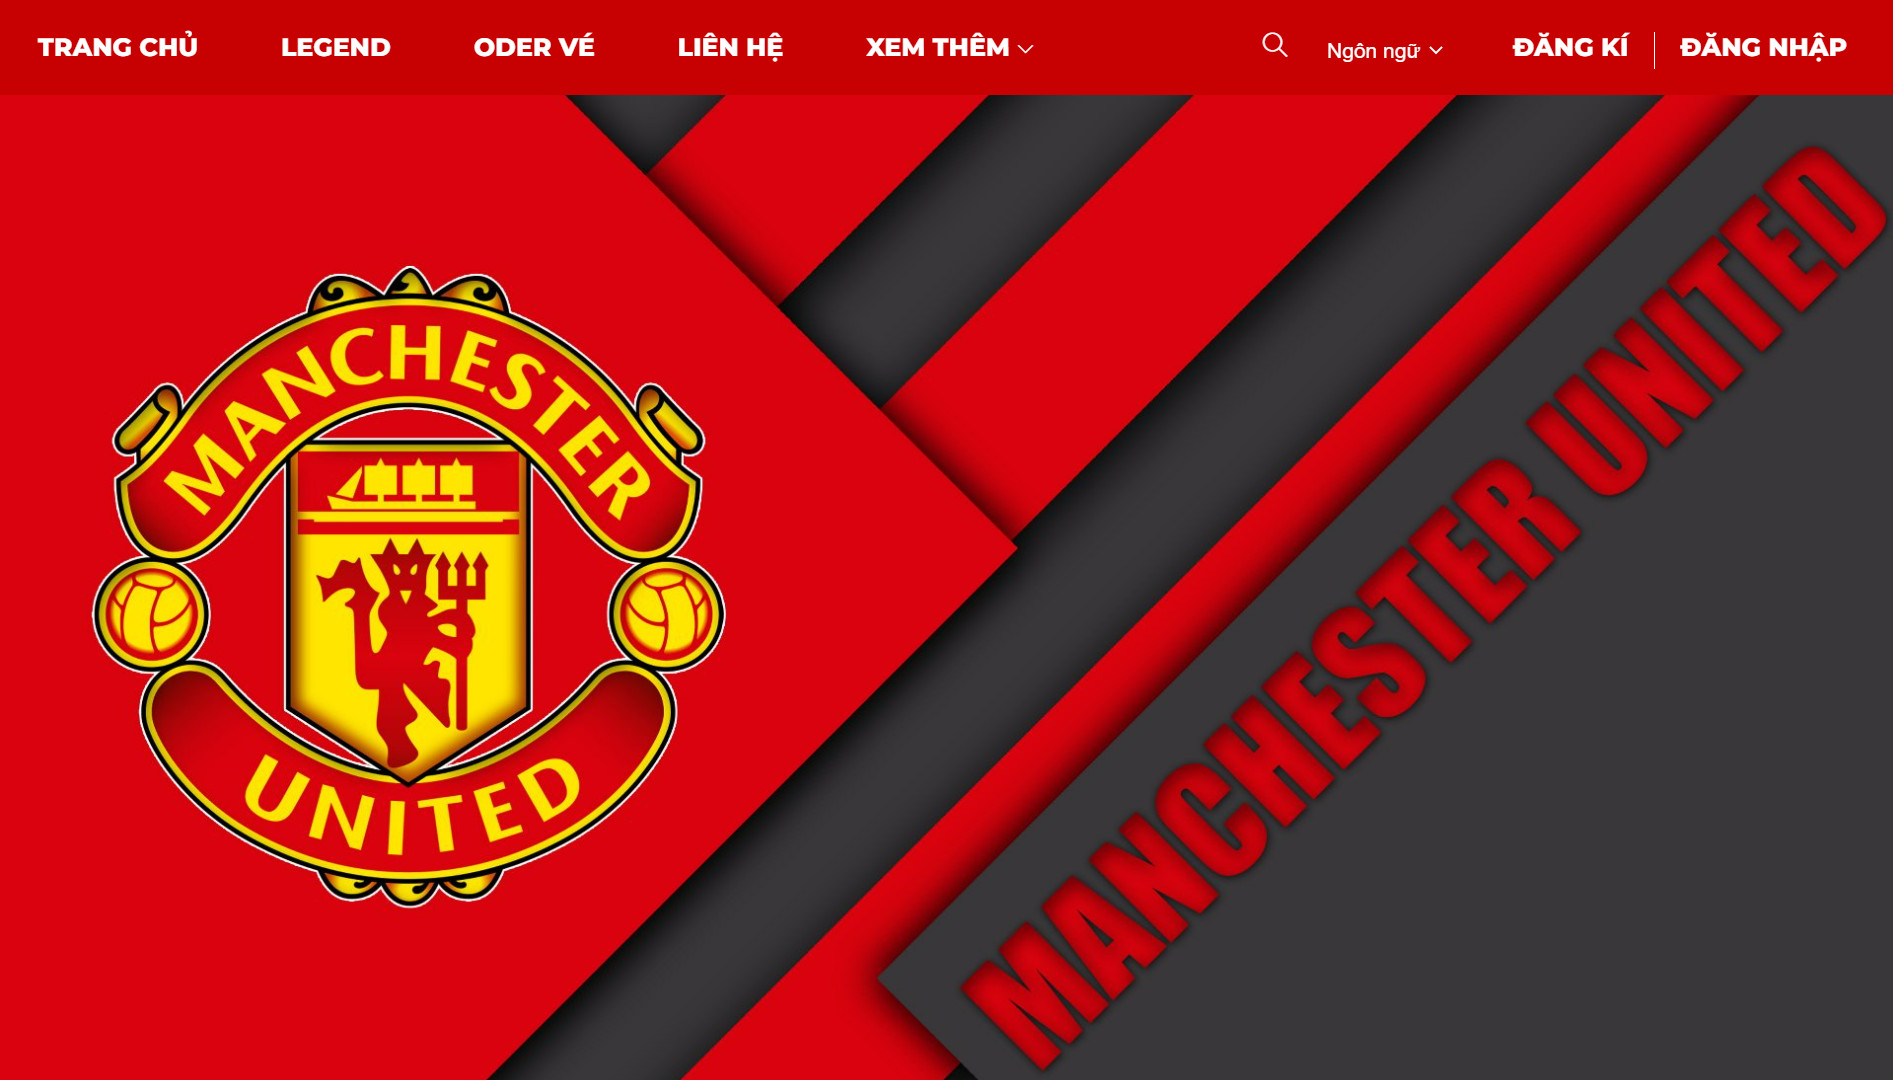 TRANG CHỦ
LEGEND
ODER VÉ
LIÊN HỆ
XEM THÊM
Ngôn ngữ
ĐĂNG KÍ
ĐĂNG NHẬP
MANCHESTER
UNITED
MANCHESTER UNITED